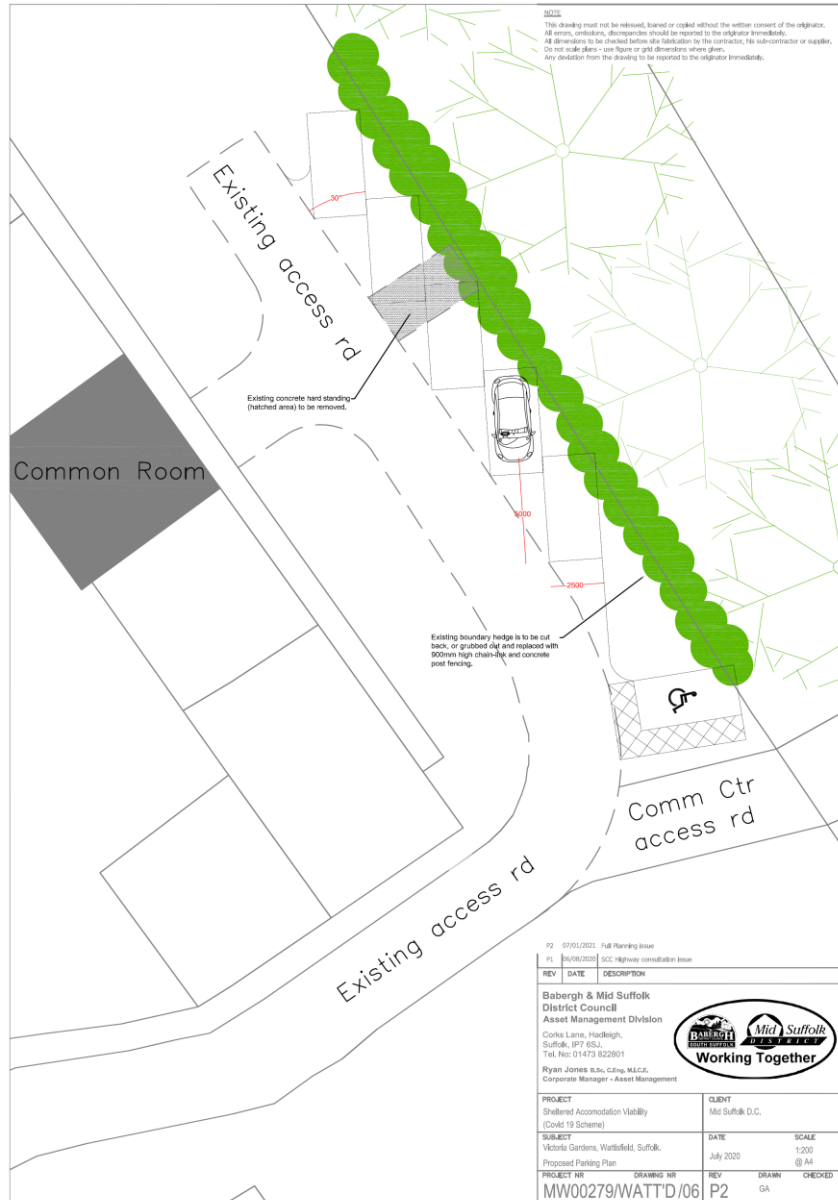 NOTE
This drawing must not be reissued, loaned or copied without the written consent of the originator.
All errors, omissions, discrepancies should be reported to the originator immediately.
All dimensions to be checked before site fabrication by the contractor, his sub-contractor or supplier.
Do not scale plans - use figure or grid dimensions where given.
Any deviation from the drawing to be reported to the originator immediately.
Existing access rd
30°
Existing concrete hard standing
(hatched area) to be removed.
Common Room
5000
2500
Existing boundary hedge is to be cut
back, or grubbed out and replaced with
900mm high chain-link and concrete
post fencing.
Comm Ctr
access rd
Existing access rd
P2 07/01/2021 Full Planning issue
P1 06/08/2020 SCC Highway consultation issue
REV DATE DESCRIPTION
Babergh & Mid Suffolk
District Council
Asset Management Division
Corks Lane, Hadleigh,
Suffolk, IP7 6SJ.
Tel. No: 01473 822801
Ryan Jones B.Sc. C.Eng. M.I.C.E.
Corporate Manager - Asset Management
BABERGH
SOUTH SUFFOLK
Mid Suffolk
DISTRICT
Working Together
PROJECT
Sheltered Accomodation Viability
(Covid 19 Scheme)
CLIENT
Mid Suffolk D.C.
SUBJECT
Victoria Gardens, Wattisfield, Suffolk.
Proposed Parking Plan
DATE
July 2020
SCALE
1:200
@ A4
PROJECT NR DRAWING NR
MW00279/WATT'D/06
REV
P2
DRAWN
GA
CHECKED